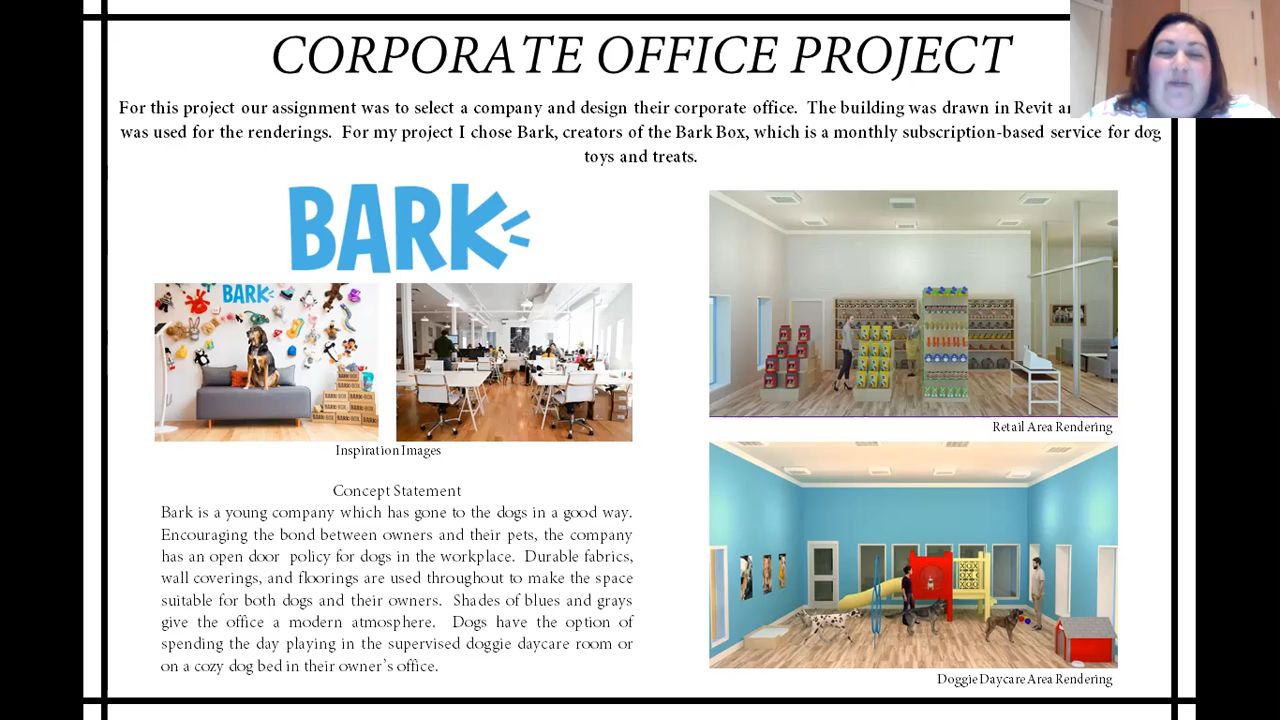 CORPORATE OFFICE PROJECT
For this project our assignment was to select a company and design their corporate office. The building was drawn in Revit
was used for the renderings. For my project I chose Bark, creators of the Bark Box, which is a monthly subscription-based service for dog
toys and treats.
BARK
BARK
Inspiration Images
Concept Statement
Bark is a young company which has gone to the dogs in a good way.
Encouraging the bond between owners and their pets, the company
has an open door policy for dogs in the workplace. Durable fabrics,
wall coverings, and floorings are used throughout to make the space
suitable for both dogs and their owners. Shades of blues and grays
give the office a modern atmosphere. Dogs have the option of
spending the day playing in the supervised doggie daycare room or
on a cozy dog bed in their owner's office.
Retail Area Rendering
Doggie Daycare Area Rendering